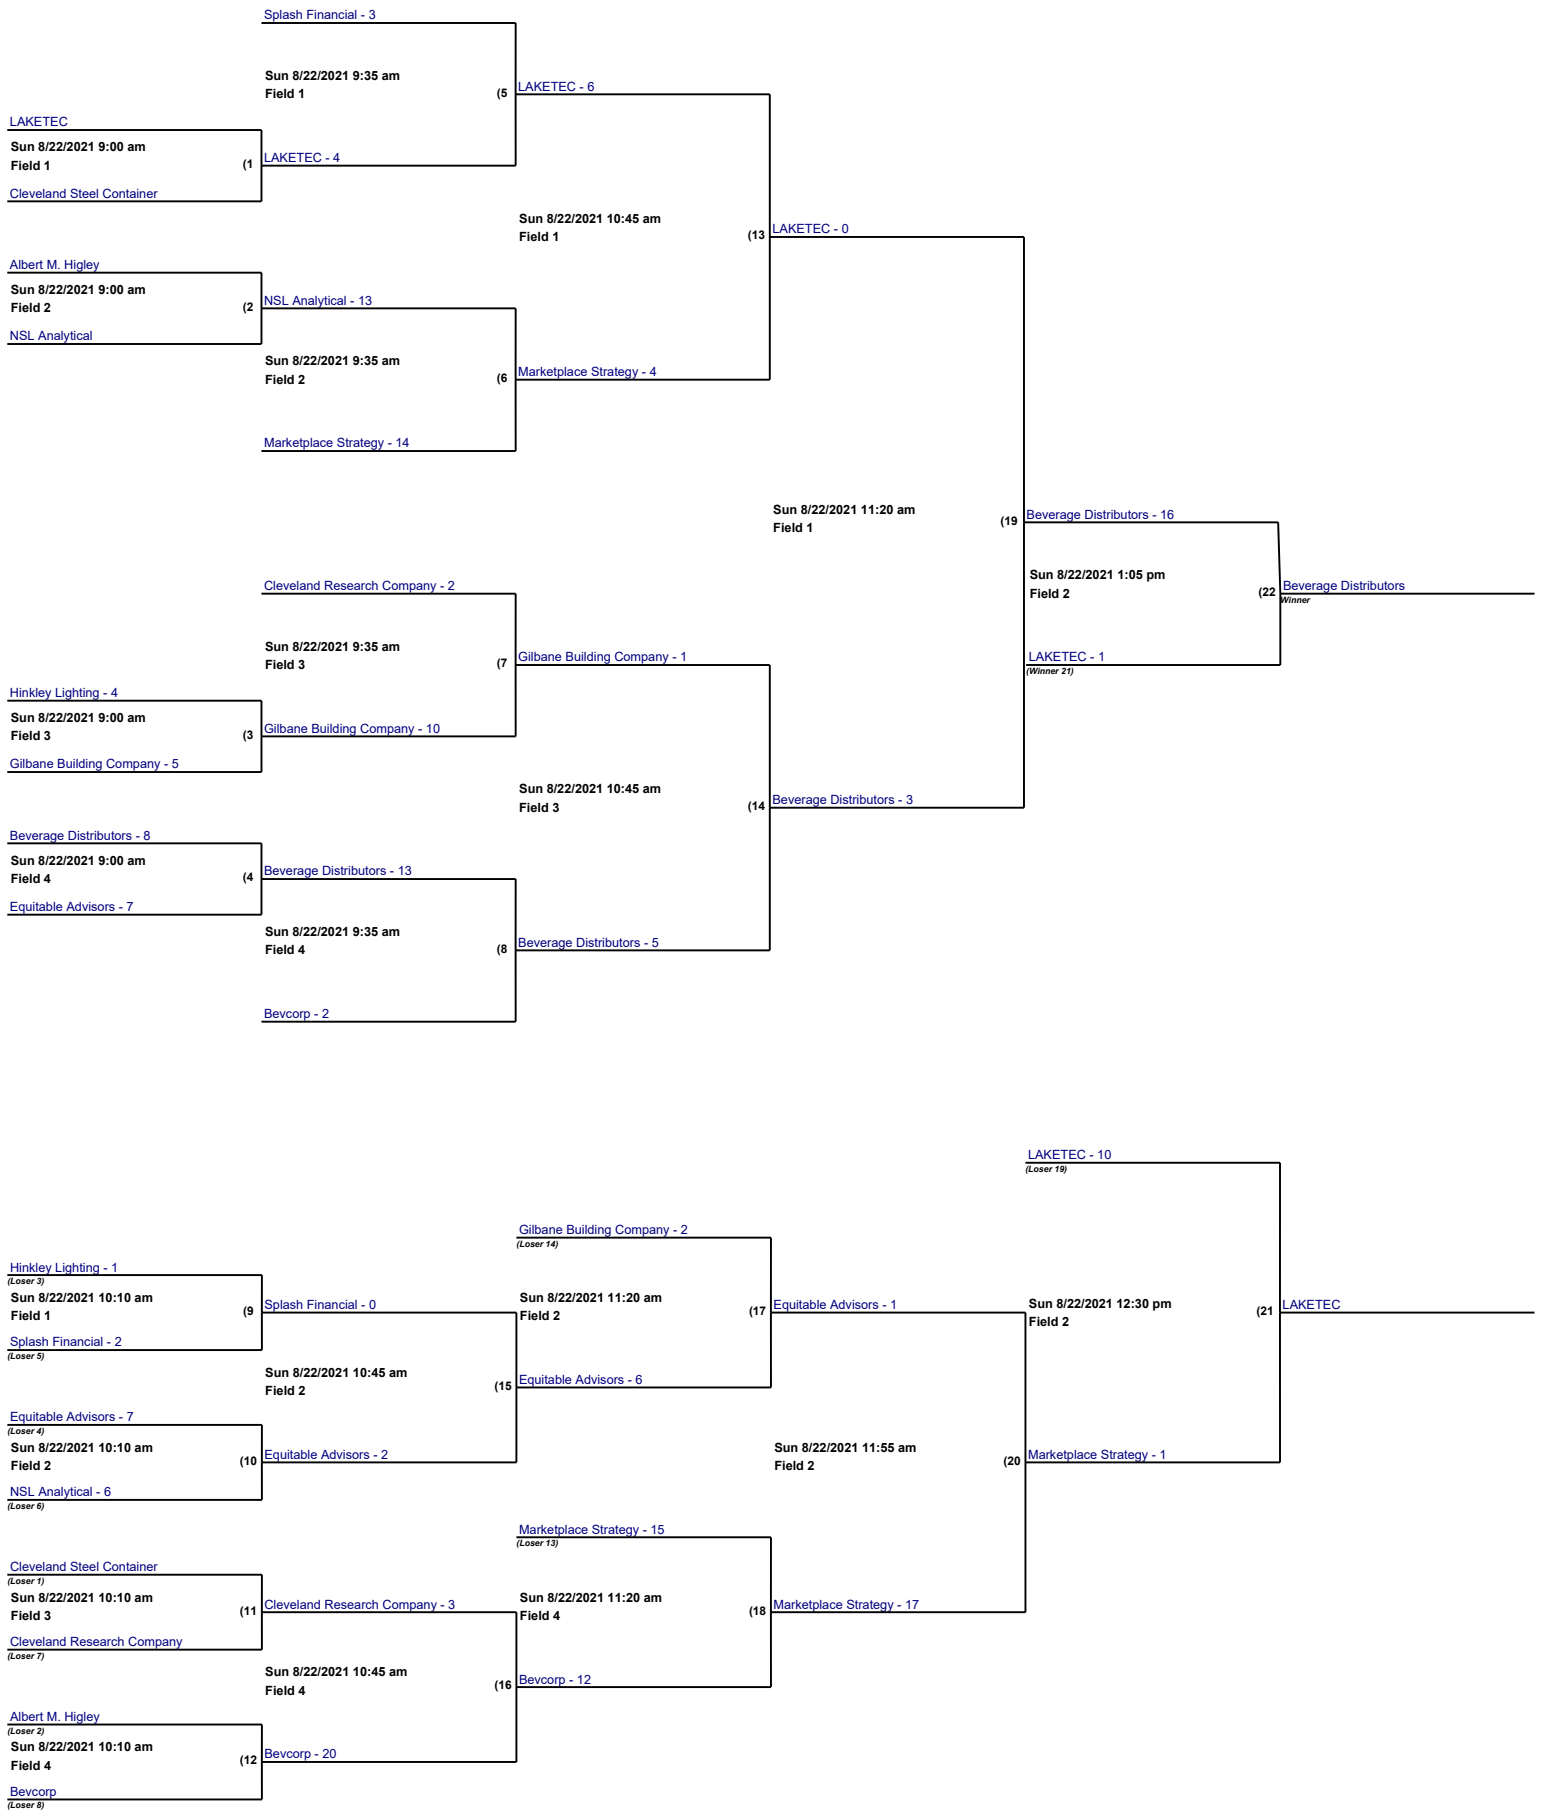 Splash Financial - 3
Sun 8/22/2021 9:35 am
Field 1
(5
LAKETEC - 6
LAKETEC
Sun 8/22/2021 9:00 am
Field 1
(1
LAKETEC - 4
Cleveland Steel Container
Sun 8/22/2021 10:45 am
Field 1
(13
LAKETEC - 0
Albert M. Higley
Sun 8/22/2021 9:00 am
Field 2
(2
NSL Analytical - 13
NSL Analytical
Sun 8/22/2021 9:35 am
Field 2
(6
Marketplace Strategy - 4
Marketplace Strategy - 14
Sun 8/22/2021 11:20 am
Field 1
(19
Beverage Distributors - 16
Cleveland Research Company - 2
Sun 8/22/2021 1:05 pm
Field 2
(22
Beverage Distributors
Winner
Sun 8/22/2021 9:35 am
Field 3
(7
Gilbane Building Company - 1
LAKETEC - 1
(Winner 21)
Hinkley Lighting - 4
Sun 8/22/2021 9:00 am
Field 3
(3
Gilbane Building Company - 10
Gilbane Building Company - 5
Sun 8/22/2021 10:45 am
Field 3
(14
Beverage Distributors - 3
Beverage Distributors - 8
Sun 8/22/2021 9:00 am
Field 4
(4
Beverage Distributors - 13
Equitable Advisors - 7
Sun 8/22/2021 9:35 am
Field 4
(8
Beverage Distributors - 5
Bevcorp - 2
LAKETEC - 10
(Loser 19)
Gilbane Building Company - 2
(Loser 14)
Hinkley Lighting - 1
(Loser 3)
Sun 8/22/2021 10:10 am
Field 1
(9
Splash Financial - 0
Sun 8/22/2021 11:20 am
Field 2
(17
Equitable Advisors - 1
Sun 8/22/2021 12:30 pm
Field 2
(21
LAKETEC
Splash Financial - 2
(Loser 5)
Sun 8/22/2021 10:45 am
Field 2
(15
Equitable Advisors - 6
Equitable Advisors - 7
(Loser 4)
Sun 8/22/2021 10:10 am
Field 2
(10
Equitable Advisors - 2
Sun 8/22/2021 11:55 am
Field 2
(20
Marketplace Strategy - 1
NSL Analytical - 6
(Loser 6)
Marketplace Strategy - 15
(Loser 13)
Cleveland Steel Container
(Loser 1)
Sun 8/22/2021 10:10 am
Field 3
(11
Cleveland Research Company - 3
Sun 8/22/2021 11:20 am
Field 4
(18
Marketplace Strategy - 17
Cleveland Research Company
(Loser 7)
Sun 8/22/2021 10:45 am
Field 4
(16
Bevcorp - 12
Albert M. Higley
(Loser 2)
Sun 8/22/2021 10:10 am
Field 4
(12
Bevcorp - 20
Bevcorp
(Loser 8)